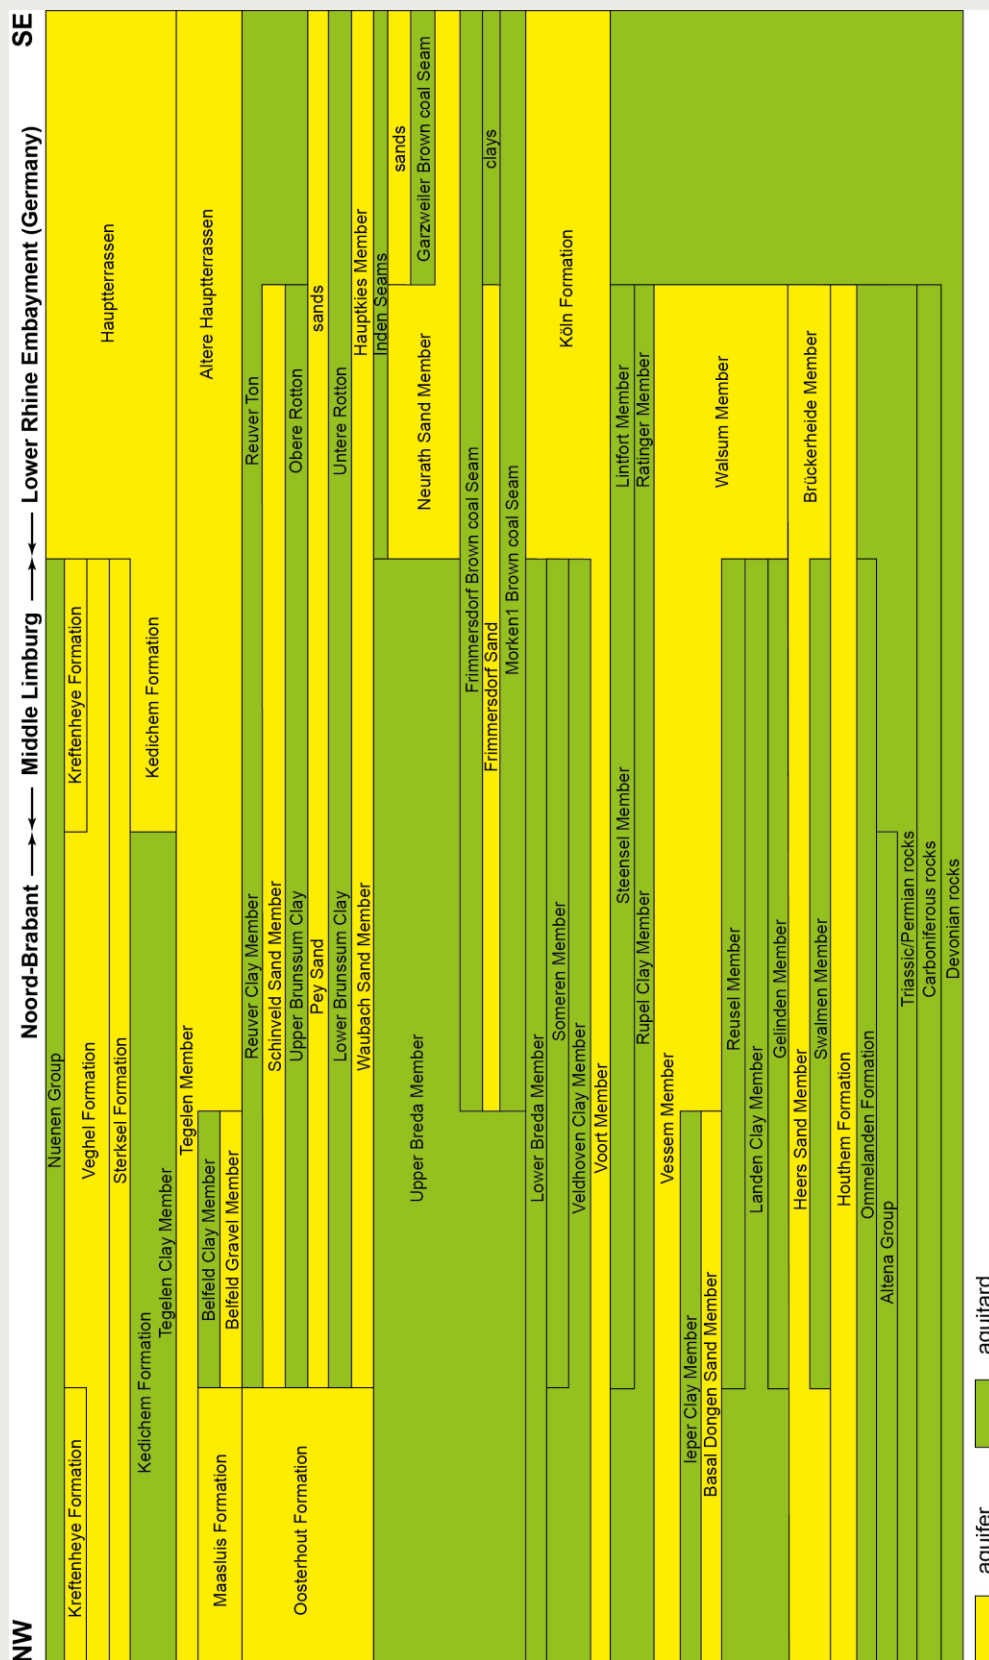 NW
Noord-Brabant
Middle Limburg
Lower Rhine Embayment (Germany)
SE
Nuenen Group
Kreftenheye Formation
Kreftenheye Formation
Veghel Formation
Sterksel Formation
Hauptterrassen
Kedichem Formation
Tegelen Clay Member
Kedichem Formation
Tegelen Member
Altere Hauptterrassen
Maasluis Formation
Belfeld Clay Member
Belfeld Gravel Member
Oosterhout Formation
Reuver Clay Member
Reuver Ton
Schinveld Sand Member
Upper Brunssum Clay
Obere Rotton
Pey Sand
sands
Lower Brunssum Clay
Untere Rotton
Waubach Sand Member
Hauptkies Member
Upper Breda Member
Inden Seams
Neurath Sand Member
sands
Garzweiler Brown coal Seam
Frimmersdorf Brown coal Seam
Frimmersdorf Sand
clays
Morken1 Brown coal Seam
Lower Breda Member
Someren Member
Veldhoven Clay Member
Voort Member
Köln Formation
Steensel Member
Lintfort Member
Rupel Clay Member
Ratinger Member
Vessem Member
Walsum Member
Ieper Clay Member
Basal Dongen Sand Member
Reusel Member
Landen Clay Member
Gelinden Member
Heers Sand Member
Brückerheide Member
Swalmen Member
Houthem Formation
Ommelanden Formation
Altena Group
Triassic/Permian rocks
Carboniferous rocks
Devonian rocks
aquifer
aquitard